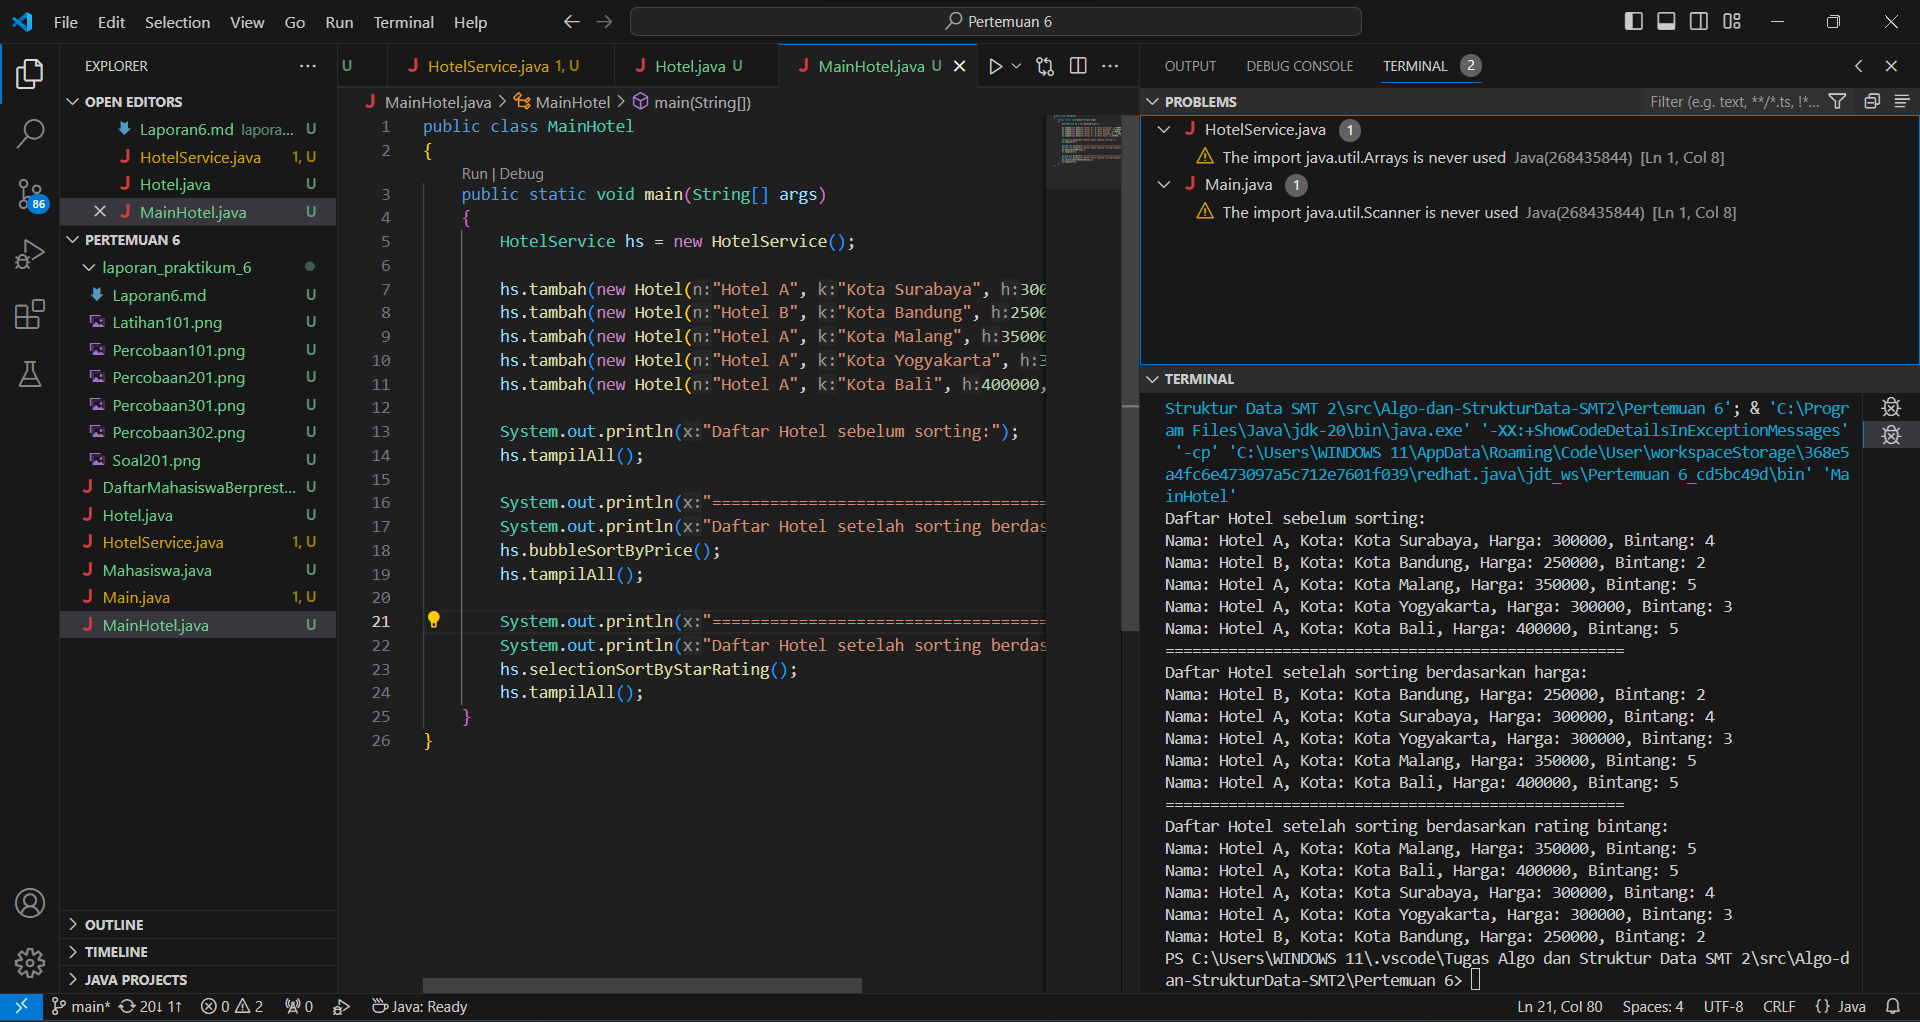 File Edit Selection View Go Run Terminal Help
Pertemuan 6
EXPLORER
OPEN EDITORS
Laporan6.md lapora... U
HotelService.java 1, U
Hotel.java U
MainHotel.java U
PERTEMUAN 6
laporan_praktikum_6
Laporan6.md U
Latihan101.png U
Percobaan101.png U
Percobaan201.png U
Percobaan301.png U
Percobaan302.png U
Soal201.png U
DaftarMahasiswaBerprest... U
Hotel.java U
HotelService.java 1, U
Mahasiswa.java U
Main.java 1, U
MainHotel.java U
OUTLINE
TIMELINE
JAVA PROJECTS
86
U
HotelService.java 1, U
Hotel.java U
MainHotel.java U
MainHotel.java > MainHotel > main(String[])
1 public class MainHotel
2 {
Run | Debug
3 public static void main(String[] args)
4 {
5 HotelService hs = new HotelService();
6
7 hs.tambah(new Hotel(n:"Hotel A", k:"Kota Surabaya", h:300
8 hs.tambah(new Hotel(n:"Hotel B", k:"Kota Bandung", h:2500
9 hs.tambah(new Hotel(n:"Hotel A", k:"Kota Malang", h:35000
10 hs.tambah(new Hotel(n:"Hotel A", k:"Kota Yogyakarta", h:3
11 hs.tambah(new Hotel(n:"Hotel A", k:"Kota Bali", h:400000,
12
13 System.out.println(x:"Daftar Hotel sebelum sorting:");
14 hs.tampilAll();
15
16 System.out.println(x:"===================================
17 System.out.println(x:"Daftar Hotel setelah sorting berdas
18 hs.bubbleSortByPrice();
19 hs.tampilAll();
20
21 System.out.println(x:"===================================
22 System.out.println(x:"Daftar Hotel setelah sorting berdas
23 hs.selectionSortByStarRating();
24 hs.tampilAll();
25 }
26 }
OUTPUT DEBUG CONSOLE TERMINAL 2
PROBLEMS
Filter (e.g. text, **/*.ts, !*...
HotelService.java 1
The import java.util.Arrays is never used Java(268435844) [Ln 1, Col 8]
Main.java 1
The import java.util.Scanner is never used Java(268435844) [Ln 1, Col 8]
TERMINAL
Struktur Data SMT 2\src\Algo-dan-StrukturData-SMT2\Pertemuan 6'; & 'C:\Progr
am Files\Java\jdk-20\bin\java.exe' '-XX:+ShowCodeDetailsInExceptionMessages'
'-cp' 'C:\Users\WINDOWS 11\AppData\Roaming\Code\User\workspaceStorage\368e5
a4fc6e473097a5c712e7601f039\redhat.java\jdt_ws\Pertemuan 6_cd5bc49d\bin' 'Ma
inHotel'
Daftar Hotel sebelum sorting:
Nama: Hotel A, Kota: Kota Surabaya, Harga: 300000, Bintang: 4
Nama: Hotel B, Kota: Kota Bandung, Harga: 250000, Bintang: 2
Nama: Hotel A, Kota: Kota Malang, Harga: 350000, Bintang: 5
Nama: Hotel A, Kota: Kota Yogyakarta, Harga: 300000, Bintang: 3
Nama: Hotel A, Kota: Kota Bali, Harga: 400000, Bintang: 5
===================================================
Daftar Hotel setelah sorting berdasarkan harga:
Nama: Hotel B, Kota: Kota Bandung, Harga: 250000, Bintang: 2
Nama: Hotel A, Kota: Kota Surabaya, Harga: 300000, Bintang: 4
Nama: Hotel A, Kota: Kota Yogyakarta, Harga: 300000, Bintang: 3
Nama: Hotel A, Kota: Kota Malang, Harga: 350000, Bintang: 5
Nama: Hotel A, Kota: Kota Bali, Harga: 400000, Bintang: 5
===================================================
Daftar Hotel setelah sorting berdasarkan rating bintang:
Nama: Hotel A, Kota: Kota Malang, Harga: 350000, Bintang: 5
Nama: Hotel A, Kota: Kota Bali, Harga: 400000, Bintang: 5
Nama: Hotel A, Kota: Kota Surabaya, Harga: 300000, Bintang: 4
Nama: Hotel A, Kota: Kota Yogyakarta, Harga: 300000, Bintang: 3
Nama: Hotel B, Kota: Kota Bandung, Harga: 250000, Bintang: 2
PS C:\Users\WINDOWS 11\.vscode\Tugas Algo dan Struktur Data SMT 2\src\Algo-d
an-StrukturData-SMT2\Pertemuan 6>
main* 20↓ 1↑ 0 2 0 Java: Ready Ln 21, Col 80 Spaces: 4 UTF-8 CRLF {} Java